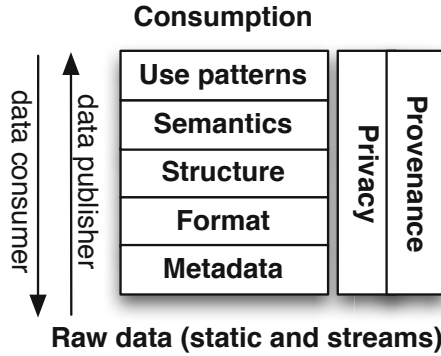 Consumption
data consumer
data publisher
Use patterns
Semantics
Structure
Format
Metadata
Privacy
Provenance
Raw data (static and streams)